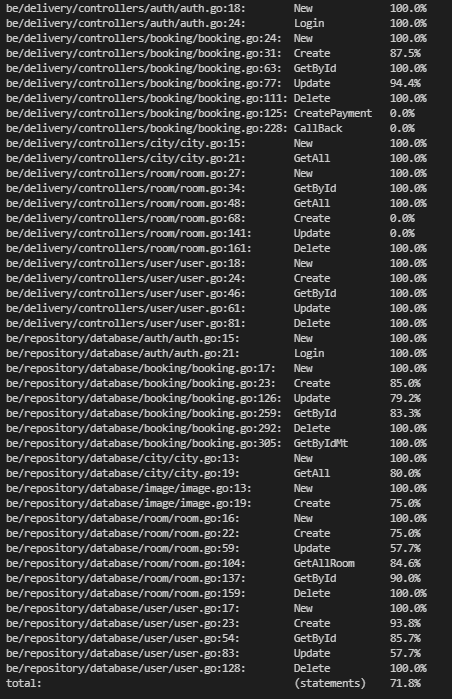 be/delivery/controllers/auth/auth.go:18: New 100.0%
be/delivery/controllers/auth/auth.go:24: Login 100.0%
be/delivery/controllers/booking/booking.go:24: New 100.0%
be/delivery/controllers/booking/booking.go:31: Create 87.5%
be/delivery/controllers/booking/booking.go:63: GetById 100.0%
be/delivery/controllers/booking/booking.go:77: Update 94.4%
be/delivery/controllers/booking/booking.go:111: Delete 100.0%
be/delivery/controllers/booking/booking.go:125: CreatePayment 0.0%
be/delivery/controllers/booking/booking.go:228: CallBack 0.0%
be/delivery/controllers/city/city.go:15: New 100.0%
be/delivery/controllers/city/city.go:21: GetAll 100.0%
be/delivery/controllers/room/room.go:27: New 100.0%
be/delivery/controllers/room/room.go:34: GetById 100.0%
be/delivery/controllers/room/room.go:48: GetAll 100.0%
be/delivery/controllers/room/room.go:68: Create 0.0%
be/delivery/controllers/room/room.go:141: Update 0.0%
be/delivery/controllers/room/room.go:161: Delete 100.0%
be/delivery/controllers/user/user.go:18: New 100.0%
be/delivery/controllers/user/user.go:24: Create 100.0%
be/delivery/controllers/user/user.go:46: GetById 100.0%
be/delivery/controllers/user/user.go:61: Update 100.0%
be/delivery/controllers/user/user.go:81: Delete 100.0%
be/repository/database/auth/auth.go:15: New 100.0%
be/repository/database/auth/auth.go:21: Login 100.0%
be/repository/database/booking/booking.go:17: New 100.0%
be/repository/database/booking/booking.go:23: Create 85.0%
be/repository/database/booking/booking.go:126: Update 79.2%
be/repository/database/booking/booking.go:259: GetById 83.3%
be/repository/database/booking/booking.go:292: Delete 100.0%
be/repository/database/booking/booking.go:305: GetByIdMt 100.0%
be/repository/database/city/city.go:13: New 100.0%
be/repository/database/city/city.go:19: GetAll 80.0%
be/repository/database/image/image.go:13: New 100.0%
be/repository/database/image/image.go:19: Create 75.0%
be/repository/database/room/room.go:16: New 100.0%
be/repository/database/room/room.go:22: Create 75.0%
be/repository/database/room/room.go:59: Update 57.7%
be/repository/database/room/room.go:104: GetAllRoom 84.6%
be/repository/database/room/room.go:137: GetById 90.0%
be/repository/database/room/room.go:159: Delete 100.0%
be/repository/database/user/user.go:17: New 100.0%
be/repository/database/user/user.go:23: Create 93.8%
be/repository/database/user/user.go:54: GetById 85.7%
be/repository/database/user/user.go:83: Update 57.7%
be/repository/database/user/user.go:128: Delete 100.0%
total: (statements) 71.8%